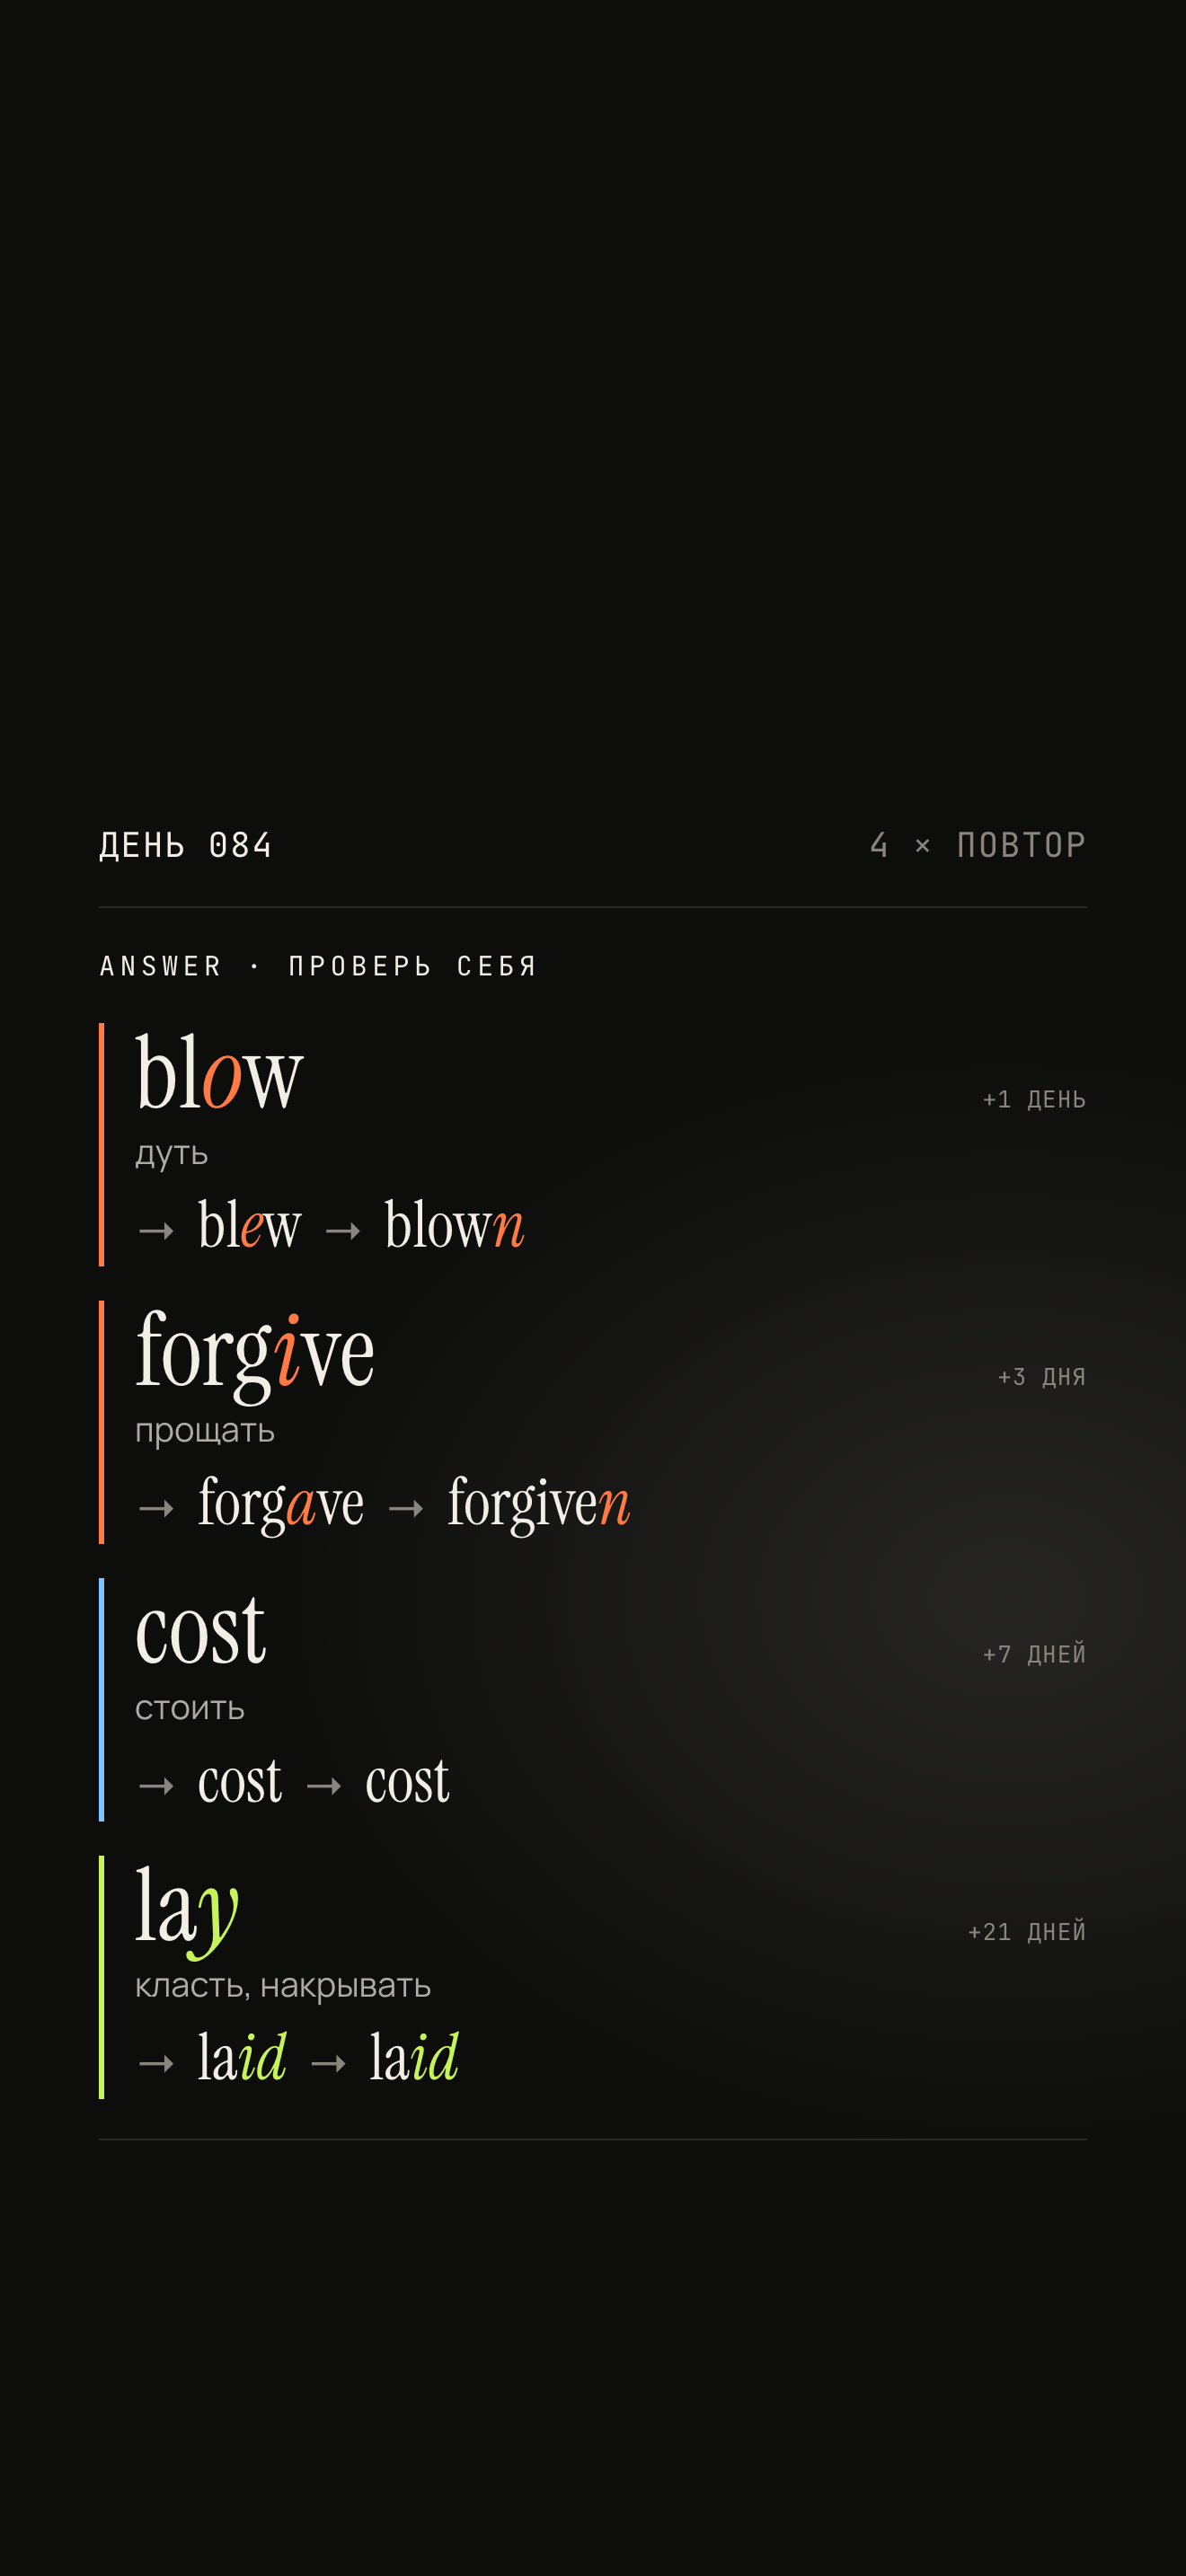 ДЕНЬ 084
4 × ПОВТОР
ANSWER · ПРОВЕРЬ СЕБЯ
blow
+1 ДЕНЬ
дуть
→ blew → blown
forgive
+3 ДНЯ
прощать
→ forgave → forgiven
cost
+7 ДНЕЙ
стоить
→ cost → cost
lay
+21 ДНЕЙ
класть, накрывать
→ laid → laid